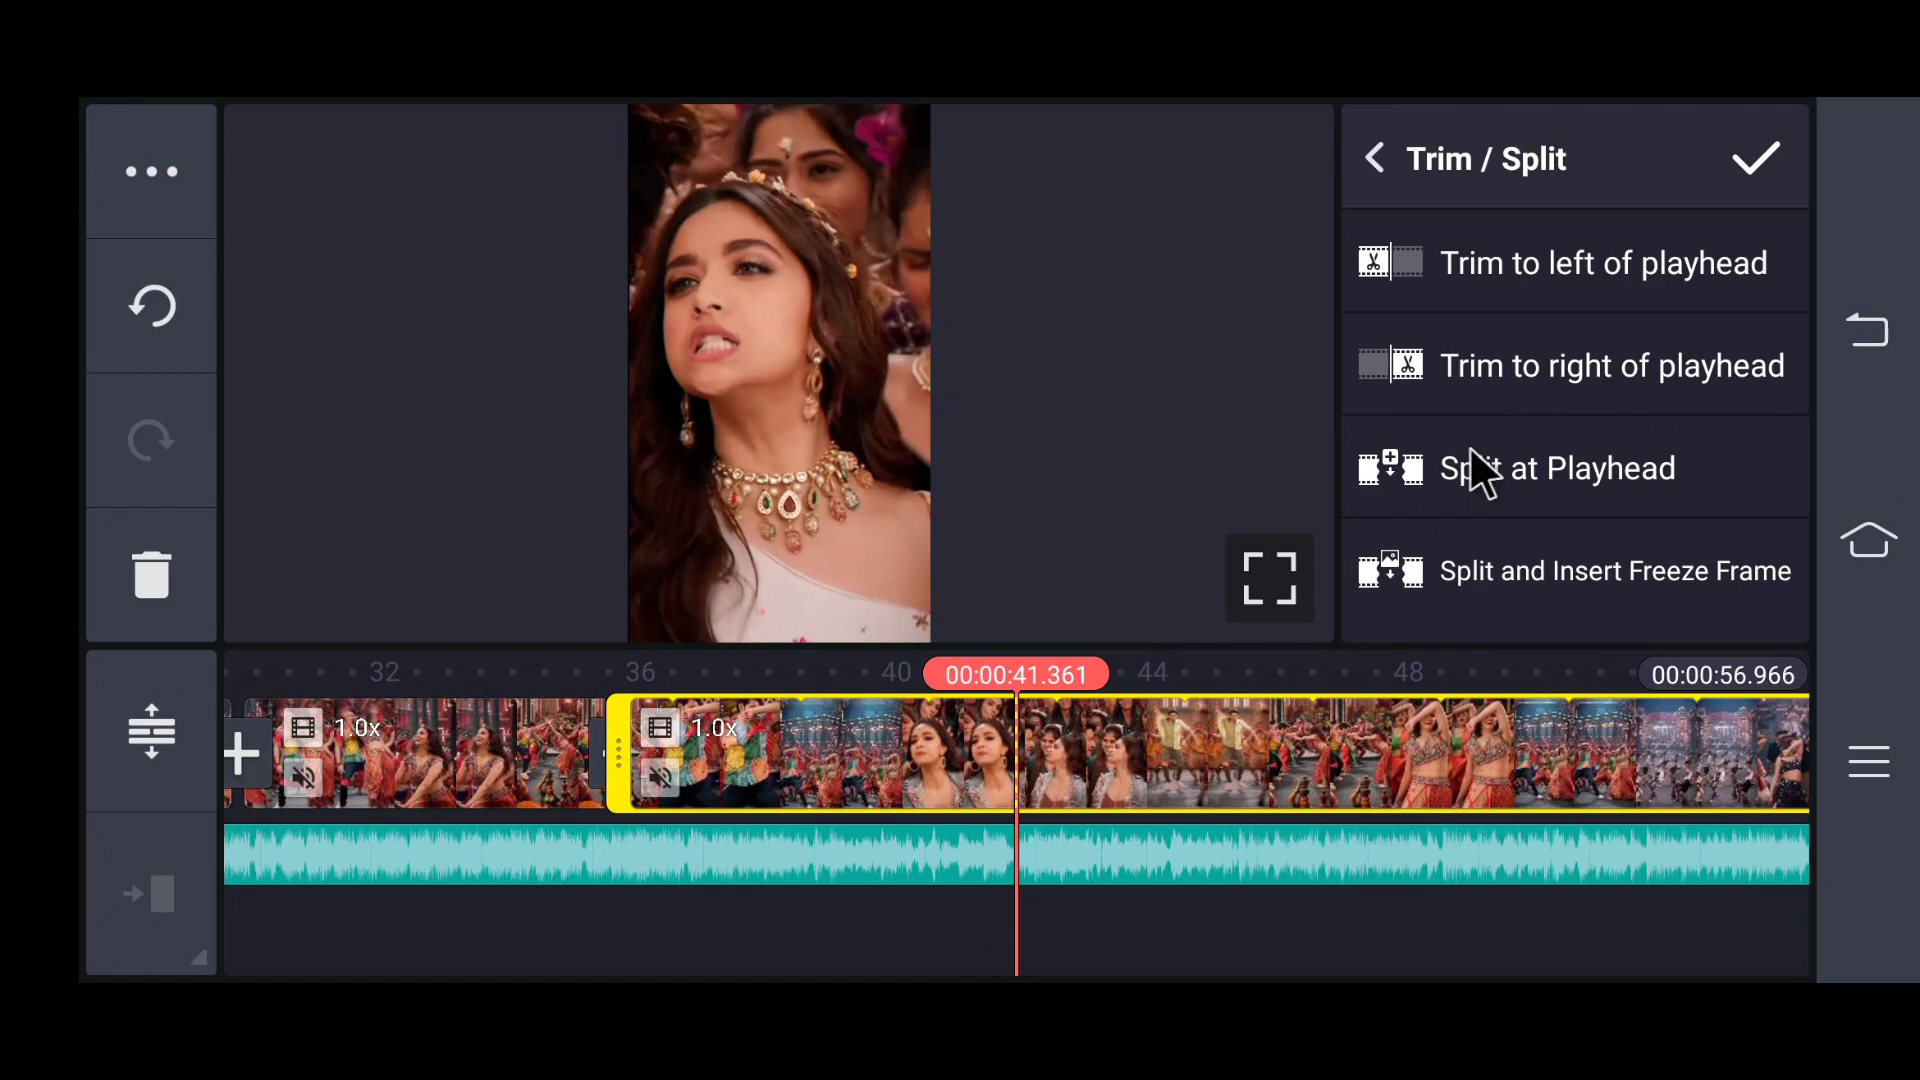 Trim / Split
Trim to left of playhead
Trim to right of playhead
Split at Playhead
Split and Insert Freeze Frame
32
36
40
00:00:41.361
44
48
00:00:56.966
1.0x
1.0x